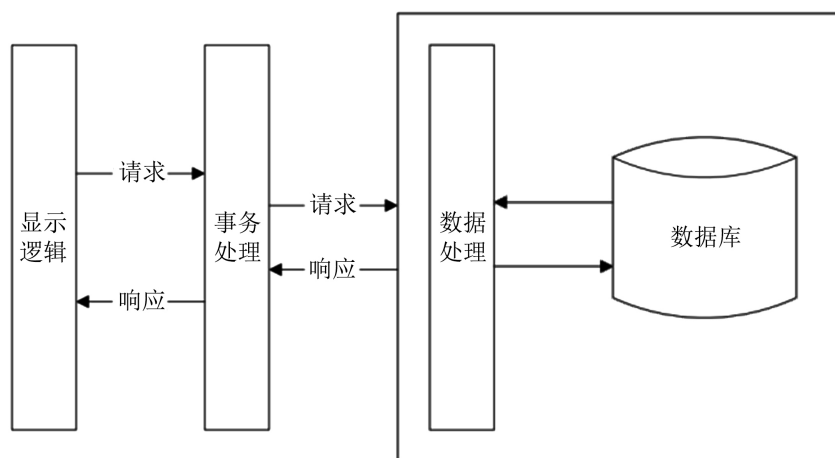 显示
逻辑
请求
响应
事务
处理
请求
响应
数据
处理
数据库